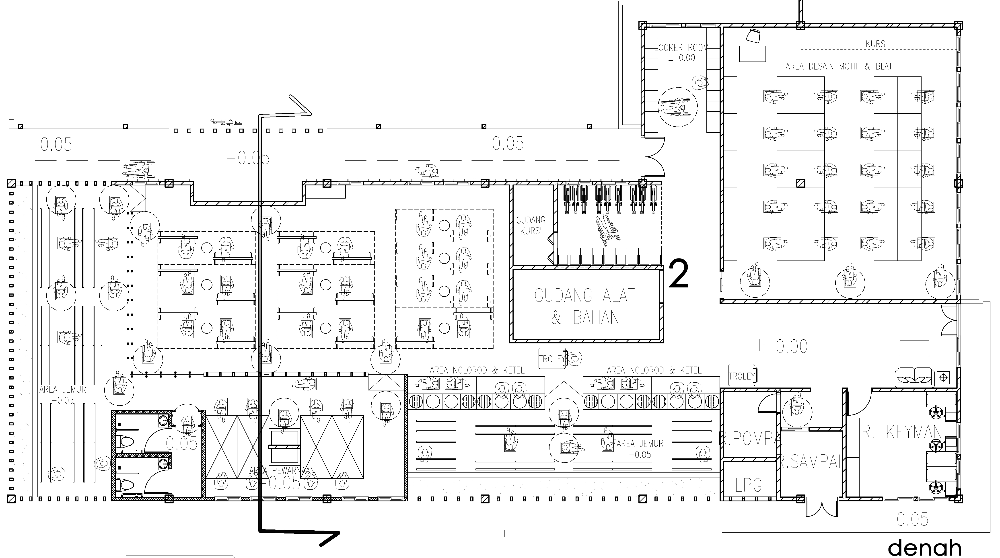 LOCKER ROOM
± 0.00
KURSI
AREA DESAIN MOTIF & BLAT
-0.05
-0.05
-0.05
GUDANG
KURSI
2
GUDANG ALAT
& BAHAN
± 0.00
TROLEY
TROLEY
AREA NGLOROD & KETEL
AREA NGLOROD & KETEL
AREA JEMUR
-0.05
-0.05
AREA JEMUR
-0.05
AREA PEWARNAAN
-0.05
R.POMPA
R.SAMPAH
R. KEYMAN
LPG
-0.05
denah